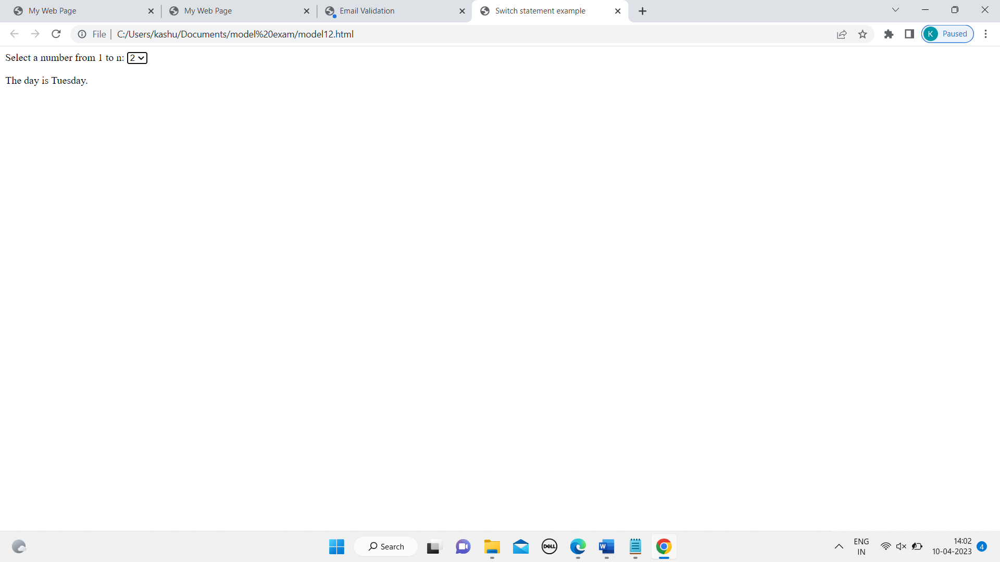 My Web Page
My Web Page
Email Validation
Switch statement example
File
C:/Users/kashu/Documents/model%20exam/model12.html
K
Paused
Select a number from 1 to n: 2
The day is Tuesday.
Search
DELL
W
ENG
IN
14:02
10-04-2023
4